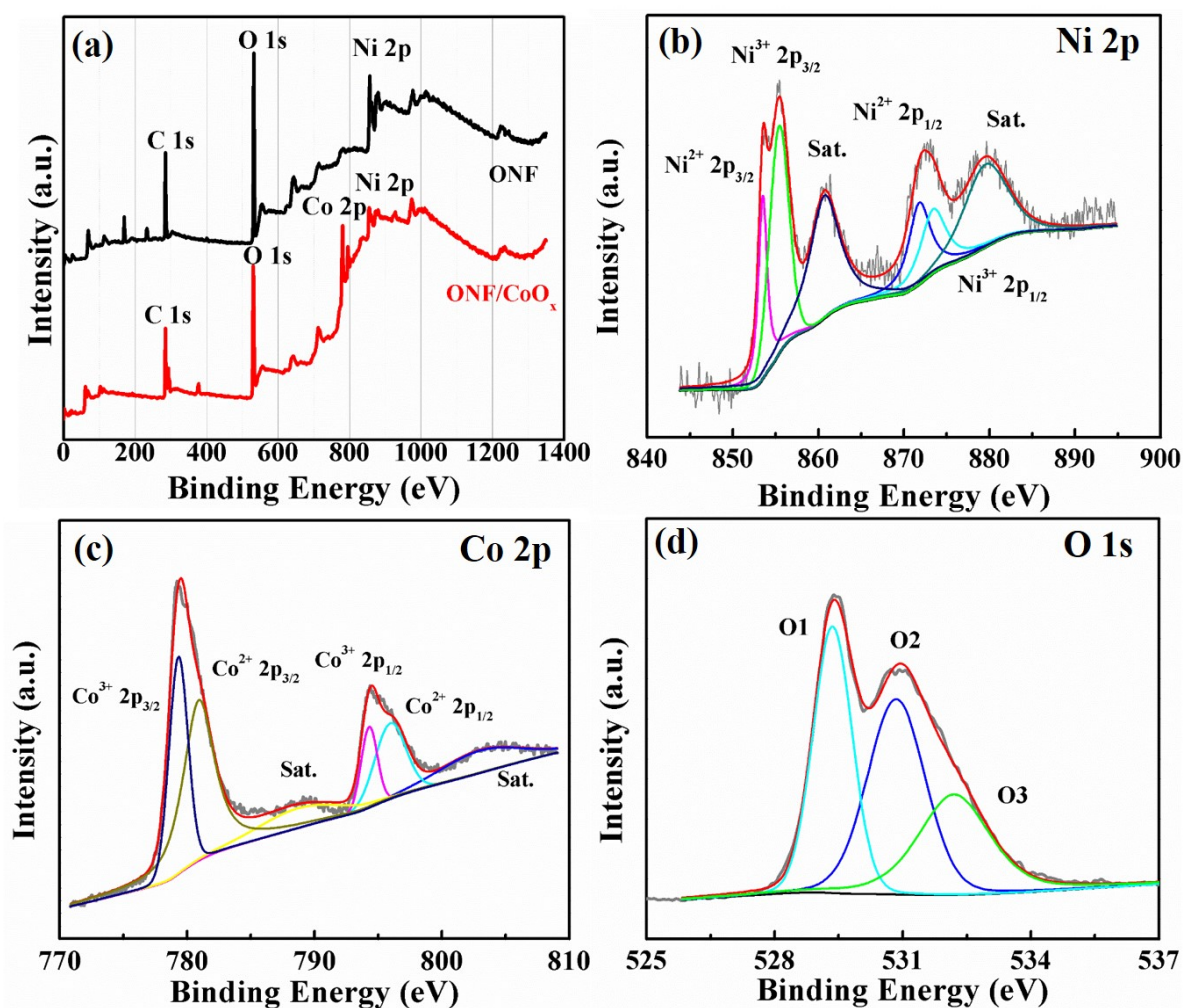 (a)
O 1s
Ni 2p
C 1s
ONF
Ni 2p
Co 2p
O 1s
C 1s
ONF/CoOₓ
Intensity (a.u.)
0 200 400 600 800 1000 1200 1400
Binding Energy (eV)
(b)
Ni 2p
Ni³⁺ 2p₃/₂
Ni²⁺ 2p₁/₂
Sat.
Sat.
Ni²⁺ 2p₃/₂
Ni³⁺ 2p₁/₂
Intensity (a.u.)
840 850 860 870 880 890 900
Binding Energy (eV)
(c)
Co 2p
Co²⁺ 2p₃/₂
Co³⁺ 2p₁/₂
Co³⁺ 2p₃/₂
Co²⁺ 2p₁/₂
Sat.
Sat.
Intensity (a.u.)
770 780 790 800 810
Binding Energy (eV)
(d)
O 1s
O1
O2
O3
Intensity (a.u.)
525 528 531 534 537
Binding Energy (eV)